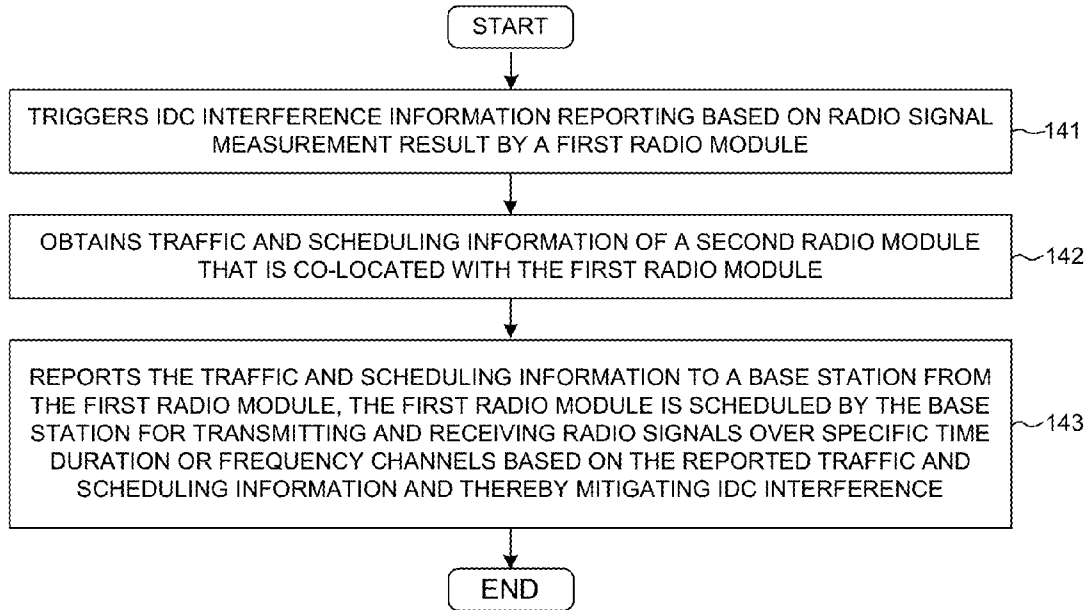 START
TRIGGERS IDC INTERFERENCE INFORMATION REPORTING BASED ON RADIO SIGNAL
MEASUREMENT RESULT BY A FIRST RADIO MODULE
141
OBTAINS TRAFFIC AND SCHEDULING INFORMATION OF A SECOND RADIO MODULE
THAT IS CO-LOCATED WITH THE FIRST RADIO MODULE
142
REPORTS THE TRAFFIC AND SCHEDULING INFORMATION TO A BASE STATION FROM
THE FIRST RADIO MODULE, THE FIRST RADIO MODULE IS SCHEDULED BY THE BASE
STATION FOR TRANSMITTING AND RECEIVING RADIO SIGNALS OVER SPECIFIC TIME
DURATION OR FREQUENCY CHANNELS BASED ON THE REPORTED TRAFFIC AND
SCHEDULING INFORMATION AND THEREBY MITIGATING IDC INTERFERENCE
143
END